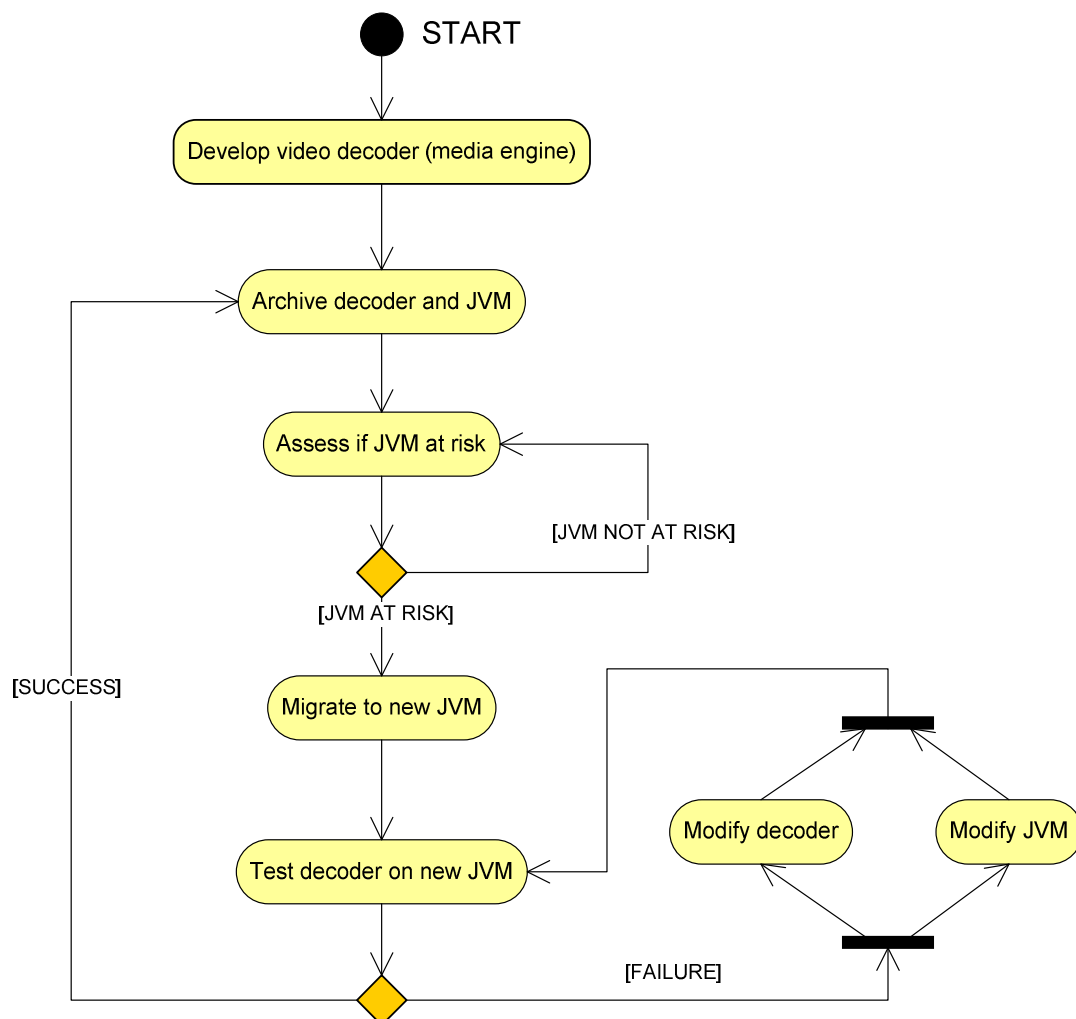 START
Develop video decoder (media engine)
Archive decoder and JVM
Assess if JVM at risk
[JVM NOT AT RISK]
[JVM AT RISK]
[SUCCESS]
Migrate to new JVM
Modify decoder
Modify JVM
Test decoder on new JVM
[FAILURE]